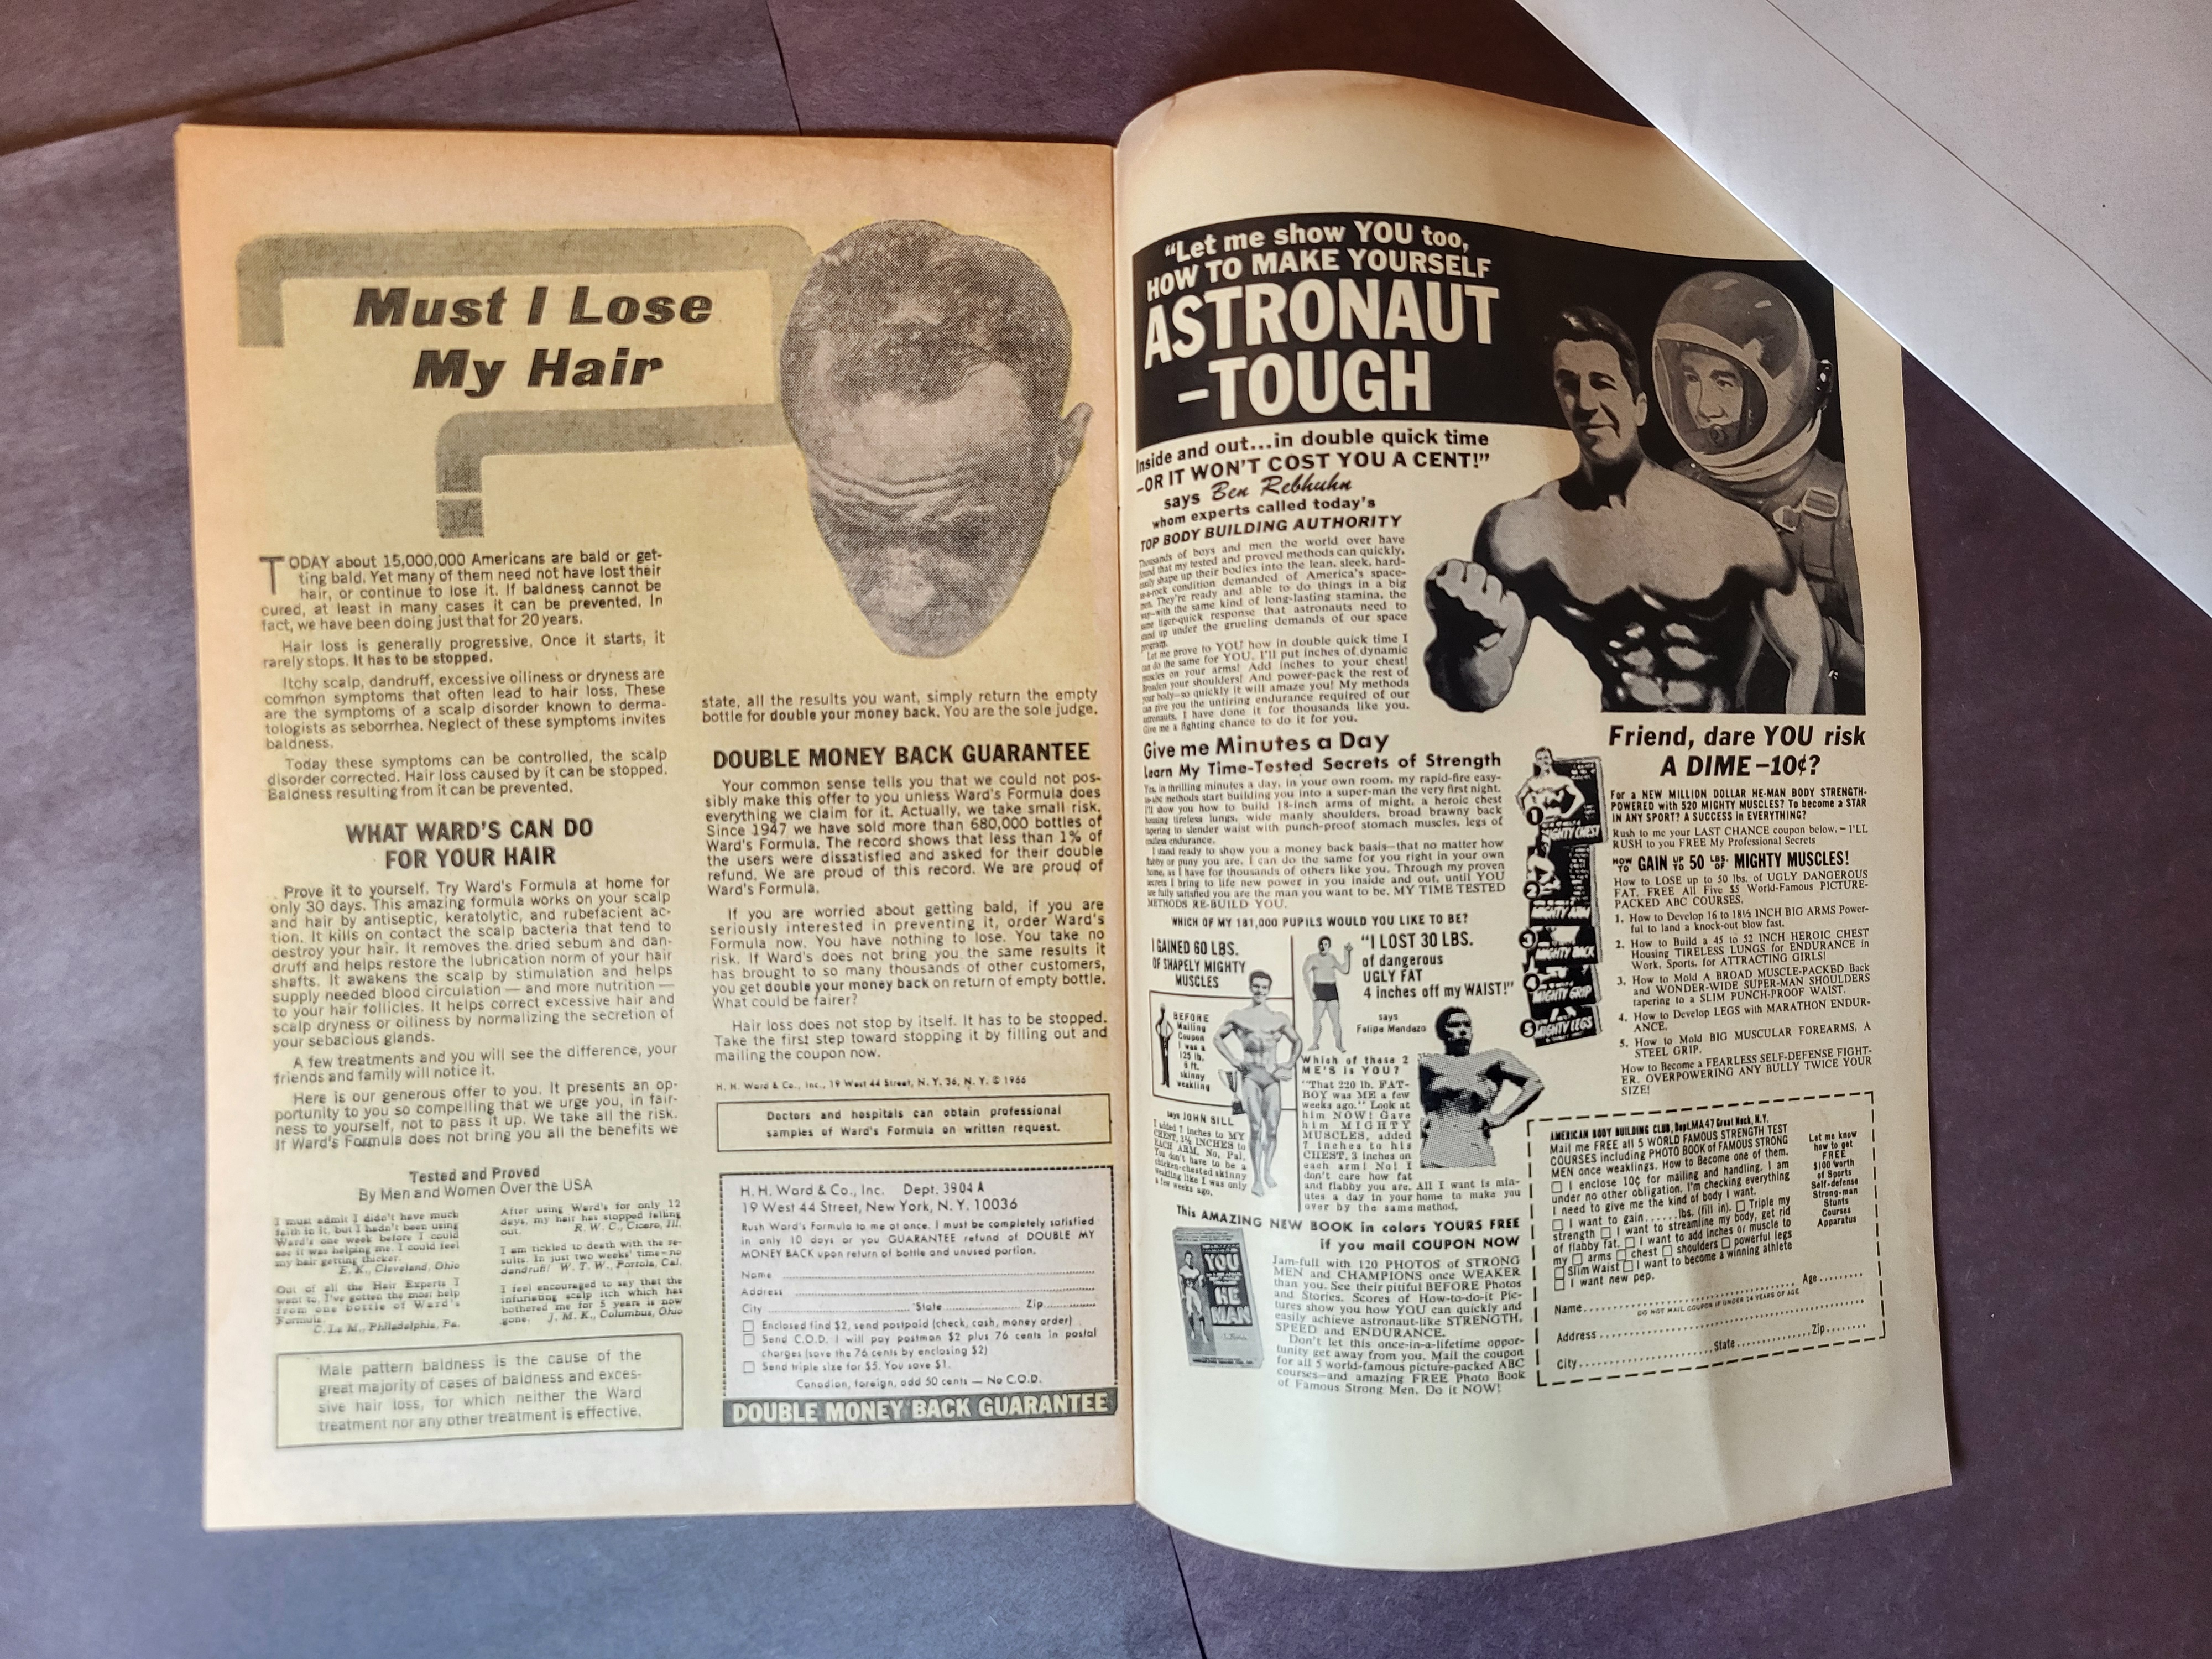 Must I Lose
My Hair
TODAY about 15,000,000 Americans are bald or get-
ting bald. Yet many of them need not have lost their
hair, or continue to lose it. If baldness cannot be
cured, at least in many cases it can be prevented. In
fact, we have been doing just that for 20 years.
Hair loss is generally progressive. Once it starts, it
rarely stops. It has to be stopped.
Itchy scalp, dandruff, excessive oiliness or dryness are
common symptoms that often lead to hair loss. These
are the symptoms of a scalp disorder known to derma-
tologists as seborrhea. Neglect of these symptoms invites
baldness.
Today these symptoms can be controlled, the scalp
disorder corrected. Hair loss caused by it can be stopped.
Baldness resulting from it can be prevented.
WHAT WARD'S CAN DO
FOR YOUR HAIR
Prove it to yourself. Try Ward's Formula at home for
only 30 days. This amazing formula works on your scalp
and hair by antiseptic, keratolytic, and rubefacient ac-
tion. It kills on contact the scalp bacteria that tend to
destroy your hair. It removes the dried sebum and dan-
druff and helps restore the lubrication norm of your hair
shafts. It awakens the scalp by stimulation and helps
supply needed blood circulation — and more nutrition —
to your hair follicles. It helps correct excessive hair and
scalp dryness or oiliness by normalizing the secretion of
your sebacious glands.
A few treatments and you will see the difference, your
friends and family will notice it.
Here is our generous offer to you. It presents an op-
portunity to you so compelling that we urge you, in fair-
ness to yourself, not to pass it up. We take all the risk.
If Ward's Formula does not bring you all the benefits we
Tested and Proved
By Men and Women Over the USA
I must admit I didn't have much
faith in it, but I hadn't been using
Ward's one week before I could
see it was helping me. I could feel
my hair getting thicker.
E. K., Cleveland, Ohio
Out of all the Hair Experts I
went to, I've gotten the most help
from one bottle of Ward's
Formula.
C. La M., Philadelphia, Pa.
After using Ward's for only 12
days, my hair has stopped falling
out.
R. W. C., Cicero, Ill.
I am tickled to death with the re-
sults. In just two weeks' time—no
dandruff! W. T. W., Portola, Cal.
I feel encouraged to say that the
infuriating scalp itch which has
bothered me for 5 years is now
gone. J. M. K., Columbus, Ohio
Male pattern baldness is the cause of the
great majority of cases of baldness and exces-
sive hair loss, for which neither the Ward
treatment nor any other treatment is effective.
state, all the results you want, simply return the empty
bottle for double your money back. You are the sole judge.
DOUBLE MONEY BACK GUARANTEE
Your common sense tells you that we could not pos-
sibly make this offer to you unless Ward's Formula does
everything we claim for it. Actually, we take small risk.
Since 1947 we have sold more than 680,000 bottles of
Ward's Formula. The record shows that less than 1% of
the users were dissatisfied and asked for their double
refund. We are proud of this record. We are proud of
Ward's Formula.
If you are worried about getting bald, if you are
seriously interested in preventing it, order Ward's
Formula now. You have nothing to lose. You take no
risk. If Ward's does not bring you the same results it
has brought to so many thousands of other customers,
you get double your money back on return of empty bottle.
What could be fairer?
Hair loss does not stop by itself. It has to be stopped.
Take the first step toward stopping it by filling out and
mailing the coupon now.
H. H. Ward & Co., Inc., 19 West 44 Street, N. Y. 36, N. Y. © 1966
Doctors and hospitals can obtain professional
samples of Ward's Formula on written request.
H. H. Ward & Co., Inc. Dept. 3904 A
19 West 44 Street, New York, N. Y. 10036
Rush Ward's Formula to me at once. I must be completely satisfied
in only 10 days or you GUARANTEE refund of DOUBLE MY
MONEY BACK upon return of bottle and unused portion.
Name
Address
City State Zip
Enclosed find $2, send postpaid (check, cash, money order)
Send C.O.D. I will pay postman $2 plus 76 cents in postal
charges (save the 76 cents by enclosing $2)
Send triple size for $5. You save $1.
Canadian, foreign, add 50 cents — No C.O.D.
DOUBLE MONEY BACK GUARANTEE
"Let me show YOU too,
HOW TO MAKE YOURSELF
ASTRONAUT
-TOUGH
Inside and out...in double quick time
-OR IT WON'T COST YOU A CENT!"
says Ben Rebhuhn
whom experts called today's
TOP BODY BUILDING AUTHORITY
Thousands of boys and men the world over have
found that my tested and proved methods can quickly,
easily shape up their bodies into the lean, sleek, hard-
as-a-rock condition demanded of America's space-
men. They're ready and able to do things in a big
way—with the same kind of long-lasting stamina, the
same tiger-quick response that astronauts need to
stand up under the grueling demands of our space
program.
Let me prove to YOU how in double quick time I
can do the same for YOU. I'll put inches of dynamic
muscles on your arms! Add inches to your chest!
Broaden your shoulders! And power-pack the rest of
your body—so quickly it will amaze you! My methods
can give you the untiring endurance required of our
astronauts. I have done it for thousands like you.
Give me a fighting chance to do it for you.
Give me Minutes a Day
Learn My Time-Tested Secrets of Strength
Yes, in thrilling minutes a day, in your own room, my rapid-fire easy-
to-do methods start building you into a super-man the very first night.
I'll show you how to build 18-inch arms of might, a heroic chest
housing tireless lungs, wide manly shoulders, broad brawny back
tapering to slender waist with punch-proof stomach muscles, legs of
endless endurance.
I stand ready to show you a money back basis—that no matter how
flabby or puny you are, I can do the same for you right in your own
home, as I have for thousands of others like you. Through my proven
secrets I bring to life new power in you inside and out, until YOU
are fully satisfied you are the man you want to be. MY TIME TESTED
METHODS RE-BUILD YOU.
WHICH OF MY 181,000 PUPILS WOULD YOU LIKE TO BE?
I GAINED 60 LBS.
OF SHAPELY MIGHTY
MUSCLES
BEFORE
Mailing
Coupon
I was a
125 lb.
6 ft.
skinny
weakling
says JOHN SILL
I added 7 inches to MY
CHEST, 3½ INCHES to
EACH ARM. No, Pal,
You don't have to be a
chicken-chested skinny
weakling like I was only
a few weeks ago.
"I LOST 30 LBS.
of dangerous
UGLY FAT
4 inches off my WAIST!"
says
Felipe Mendozo
Which of these 2
ME'S is YOU?
"That 220 lb. FAT-
BOY was ME a few
weeks ago." Look at
him NOW! Gave
him MIGHTY
MUSCLES, added
7 inches to his
CHEST, 3 inches on
each arm! No! I
don't care how fat
and flabby you are. All I want is min-
utes a day in your home to make you
over by the same method.
This AMAZING NEW BOOK in colors YOURS FREE
if you mail COUPON NOW
YOU
HE
MAN
Jam-full with 120 PHOTOS of STRONG
MEN and CHAMPIONS once WEAKER
than you. See their pitiful BEFORE Photos
and Stories. Scores of How-to-do-it Pic-
tures show you how YOU can quickly and
easily achieve astronaut-like STRENGTH,
SPEED and ENDURANCE.
Don't let this once-in-a-lifetime oppor-
tunity get away from you. Mail the coupon
for all 5 world-famous picture-packed ABC
courses—and amazing FREE Photo Book
of Famous Strong Men. Do it NOW!
Friend, dare YOU risk
A DIME-10¢?
For a NEW MILLION DOLLAR HE-MAN BODY STRENGTH-
POWERED with 520 MIGHTY MUSCLES? To become a STAR
IN ANY SPORT? A SUCCESS in EVERYTHING?
Rush to me your LAST CHANCE coupon below. – I'LL
RUSH to you FREE My Professional Secrets
HOW TO GAIN UP TO 50 LBS. OF MIGHTY MUSCLES!
How to LOSE up to 50 lbs. of UGLY DANGEROUS
FAT. FREE All Five $5 World-Famous PICTURE-
PACKED ABC COURSES.
1. How to Develop 16 to 18½ INCH BIG ARMS Power-
ful to land a knock-out blow fast.
2. How to Build a 45 to 52 INCH HEROIC CHEST
Housing TIRELESS LUNGS for ENDURANCE in
Work, Sports, for ATTRACTING GIRLS!
3. How to Mold A BROAD MUSCLE-PACKED Back
and WONDER-WIDE SUPER-MAN SHOULDERS
tapering to a SLIM PUNCH-PROOF WAIST.
4. How to Develop LEGS with MARATHON ENDUR-
ANCE.
5. How to Mold BIG MUSCULAR FOREARMS, A
STEEL GRIP.
How to Become a FEARLESS SELF-DEFENSE FIGHT-
ER, OVERPOWERING ANY BULLY TWICE YOUR
SIZE!
1
MIGHTY CHEST
2
MIGHTY ARM
3
MIGHTY BACK
4
MIGHTY GRIP
5
MIGHTY LEGS
AMERICAN BODY BUILDING CLUB, Dept. MA47 Great Neck, N.Y.
Mail me FREE all 5 WORLD FAMOUS STRENGTH TEST
COURSES including PHOTO BOOK of FAMOUS STRONG
MEN once weaklings. How to Become one of them.
I enclose 10¢ for mailing and handling. I am
under no other obligation. I'm checking everything
I need to give me the kind of body I want.
I want to gain......lbs. (fill in). Triple my
strength I want to streamline my body, get rid
of flabby fat. I want to add inches or muscle to
my arms chest shoulders powerful legs
Slim Waist I want to become a winning athlete
I want new pep.
Let me know
how to get
FREE
$100 Worth
of Sports
Self-defense
Strong-man
Stunts
Courses
Apparatus
Name Age
DO NOT MAIL COUPON IF UNDER 14 YEARS OF AGE
Address
City State Zip